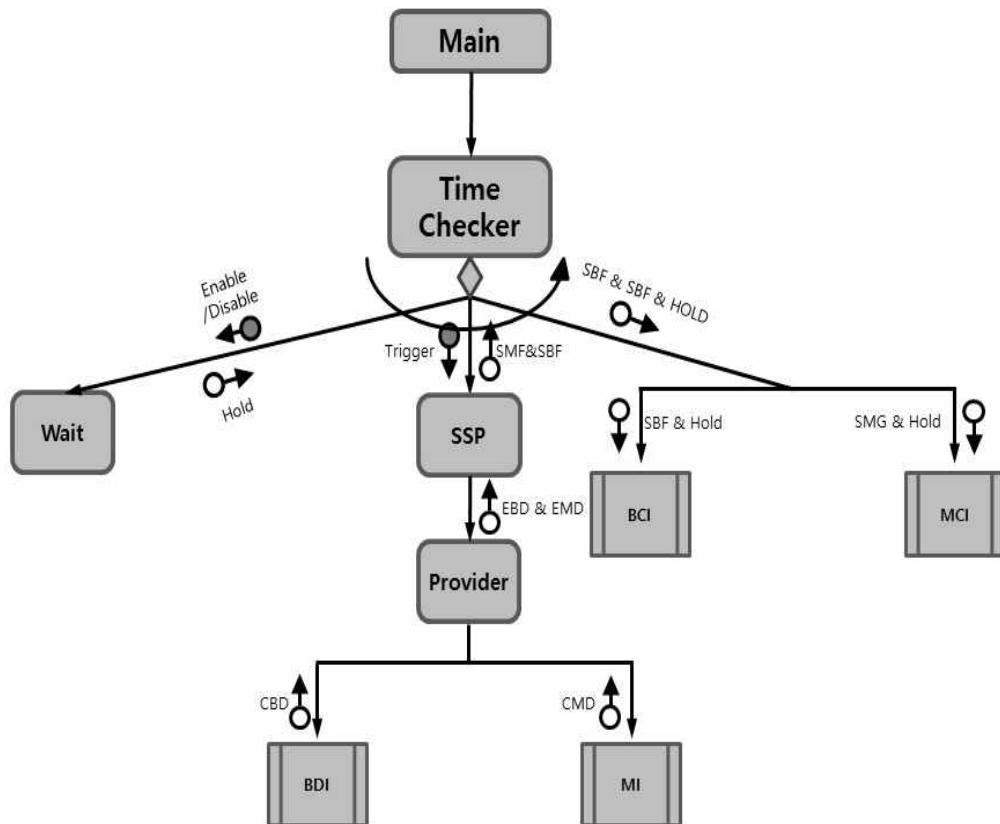 Main
Time
Checker
Enable
/Disable
SBF & SBF & HOLD
Trigger
SMF&SBF
Hold
Wait
SSP
SBF & Hold
SMG & Hold
EBD & EMD
BCI
MCI
Provider
CBD
CMD
BDI
MI